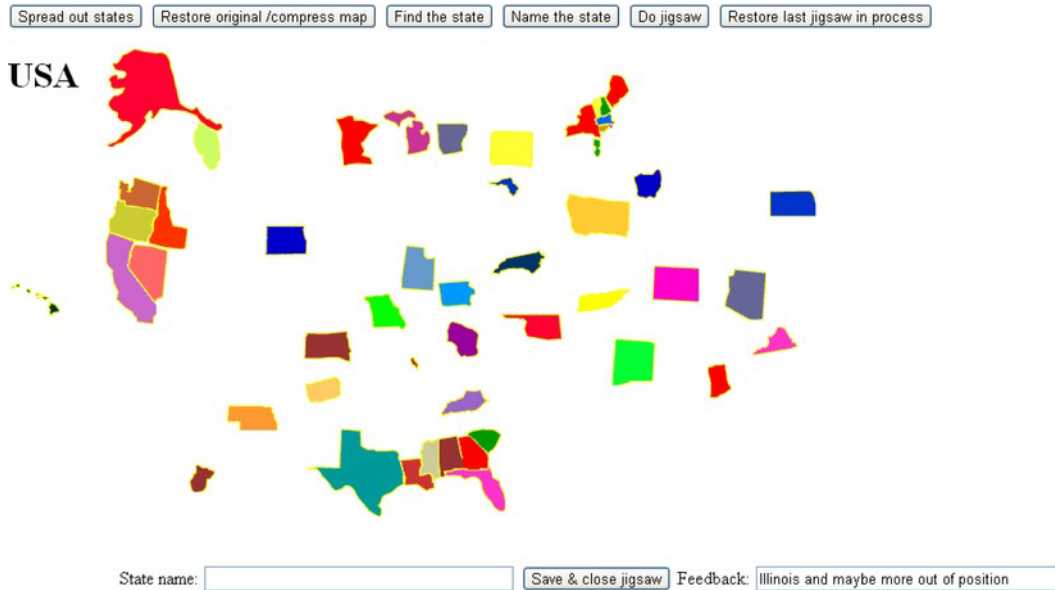 Spread out states Restore original /compress map Find the state Name the state Do jigsaw Restore last jigsaw in process
USA
State name: Save & close jigsaw Feedback: Illinois and maybe more out of position